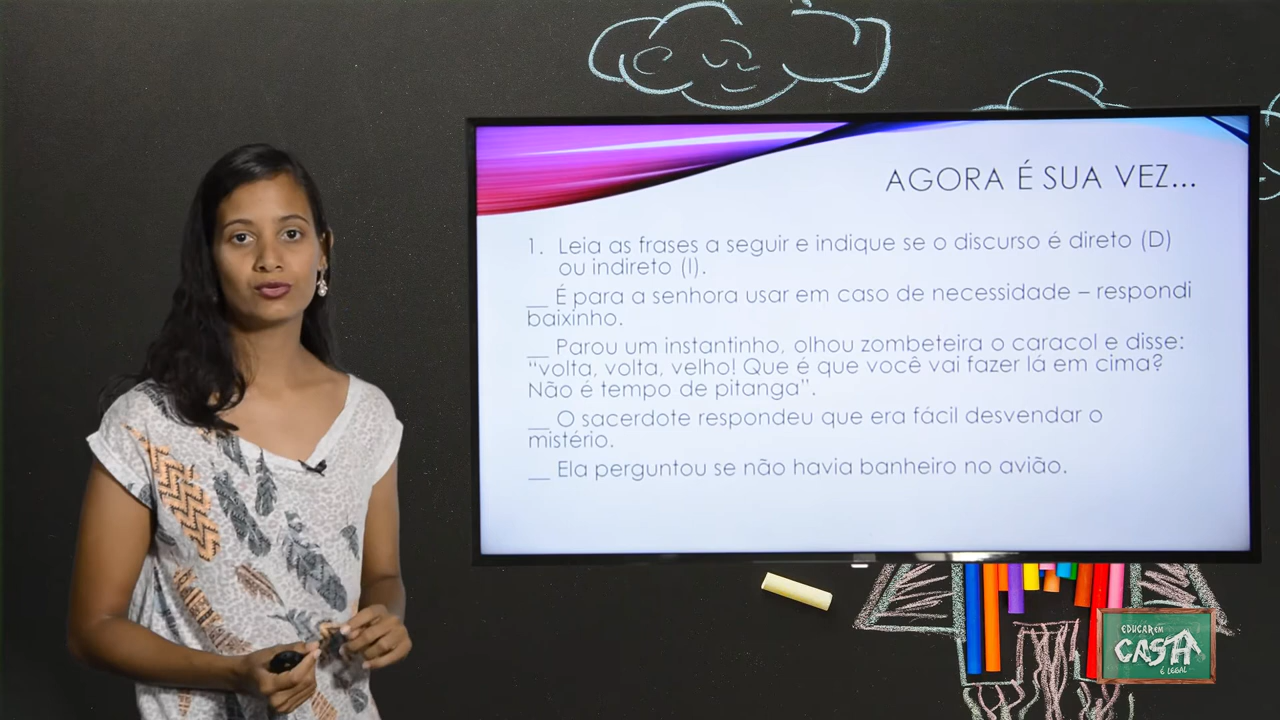 AGORA É SUA VEZ...
1. Leia as frases a seguir e indique se o discurso é direto (D)
ou indireto (I).
__ É para a senhora usar em caso de necessidade – respondi
baixinho.
__ Parou um instantinho, olhou zombeteira o caracol e disse:
“volta, volta, velho! Que é que você vai fazer lá em cima?
Não é tempo de pitanga”.
__ O sacerdote respondeu que era fácil desvendar o
mistério.
__ Ela perguntou se não havia banheiro no avião.
EDUCAR EM
CASA
É LEGAL